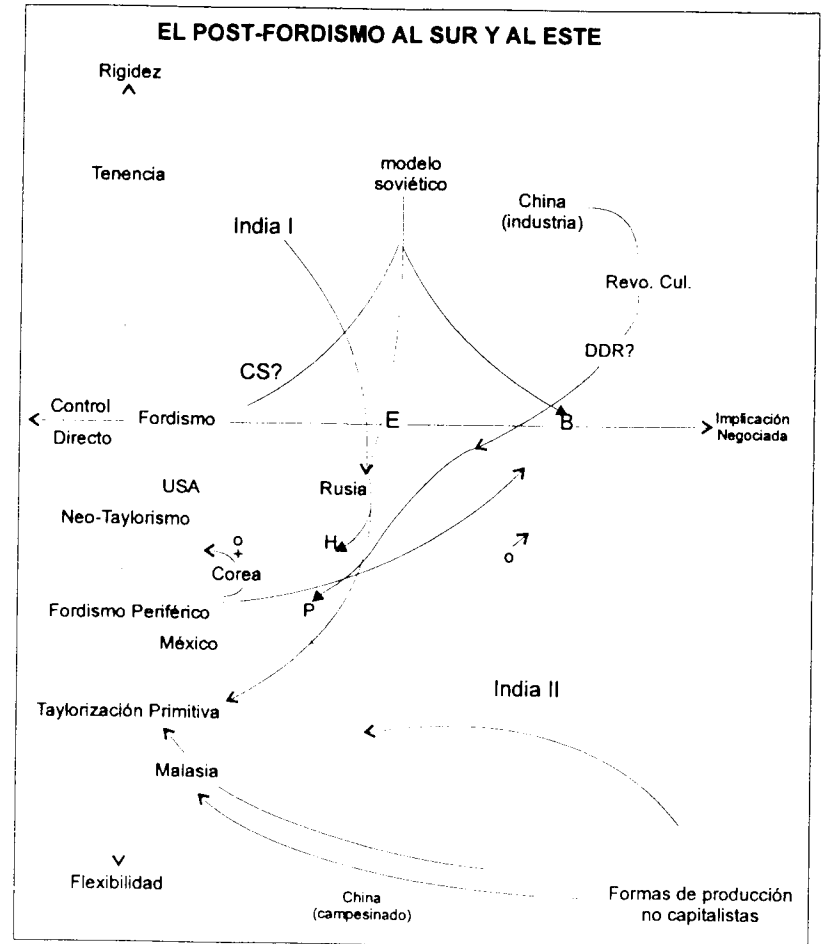 EL POST-FORDISMO AL SUR Y AL ESTE
Rigidez
Tenencia
modelo
soviético
China
(industria)
India I
Revo. Cul.
DDR?
CS?
Control
Directo
Fordismo
E
B
Implicación
Negociada
USA
Rusia
Neo-Taylorismo
H
o
+
Corea
o
Fordismo Periférico
P
México
India II
Taylorización Primitiva
Malasia
Flexibilidad
China
(campesinado)
Formas de producción
no capitalistas